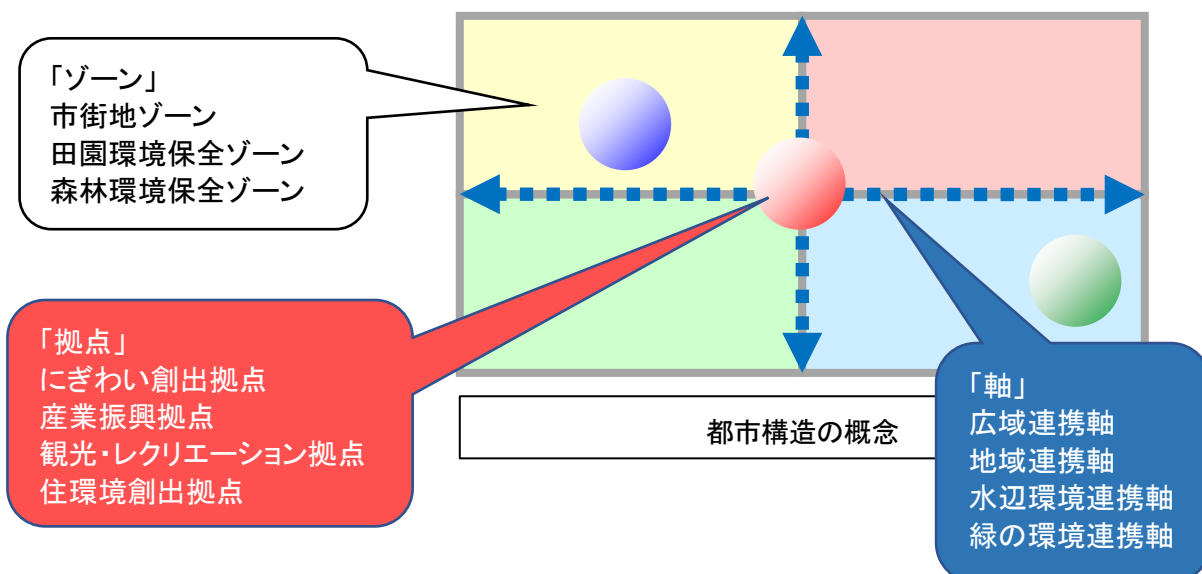 「ゾーン」
市街地ゾーン
田園環境保全ゾーン
森林環境保全ゾーン
「拠点」
にぎわい創出拠点
産業振興拠点
観光・レクリエーション拠点
住環境創出拠点
都市構造の概念
「軸」
広域連携軸
地域連携軸
水辺環境連携軸
緑の環境連携軸